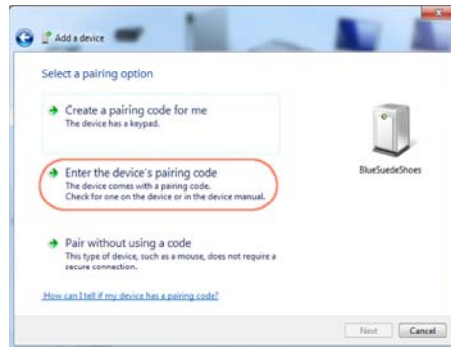 Add a device
Select a pairing option
Create a pairing code for me
The device has a keypad.
Enter the device's pairing code
The device comes with a pairing code.
Check for one on the device or in the device manual.
BlueSuedeShoes
Pair without using a code
This type of device, such as a mouse, does not require a
secure connection.
How can I tell if my device has a pairing code?
Next
Cancel